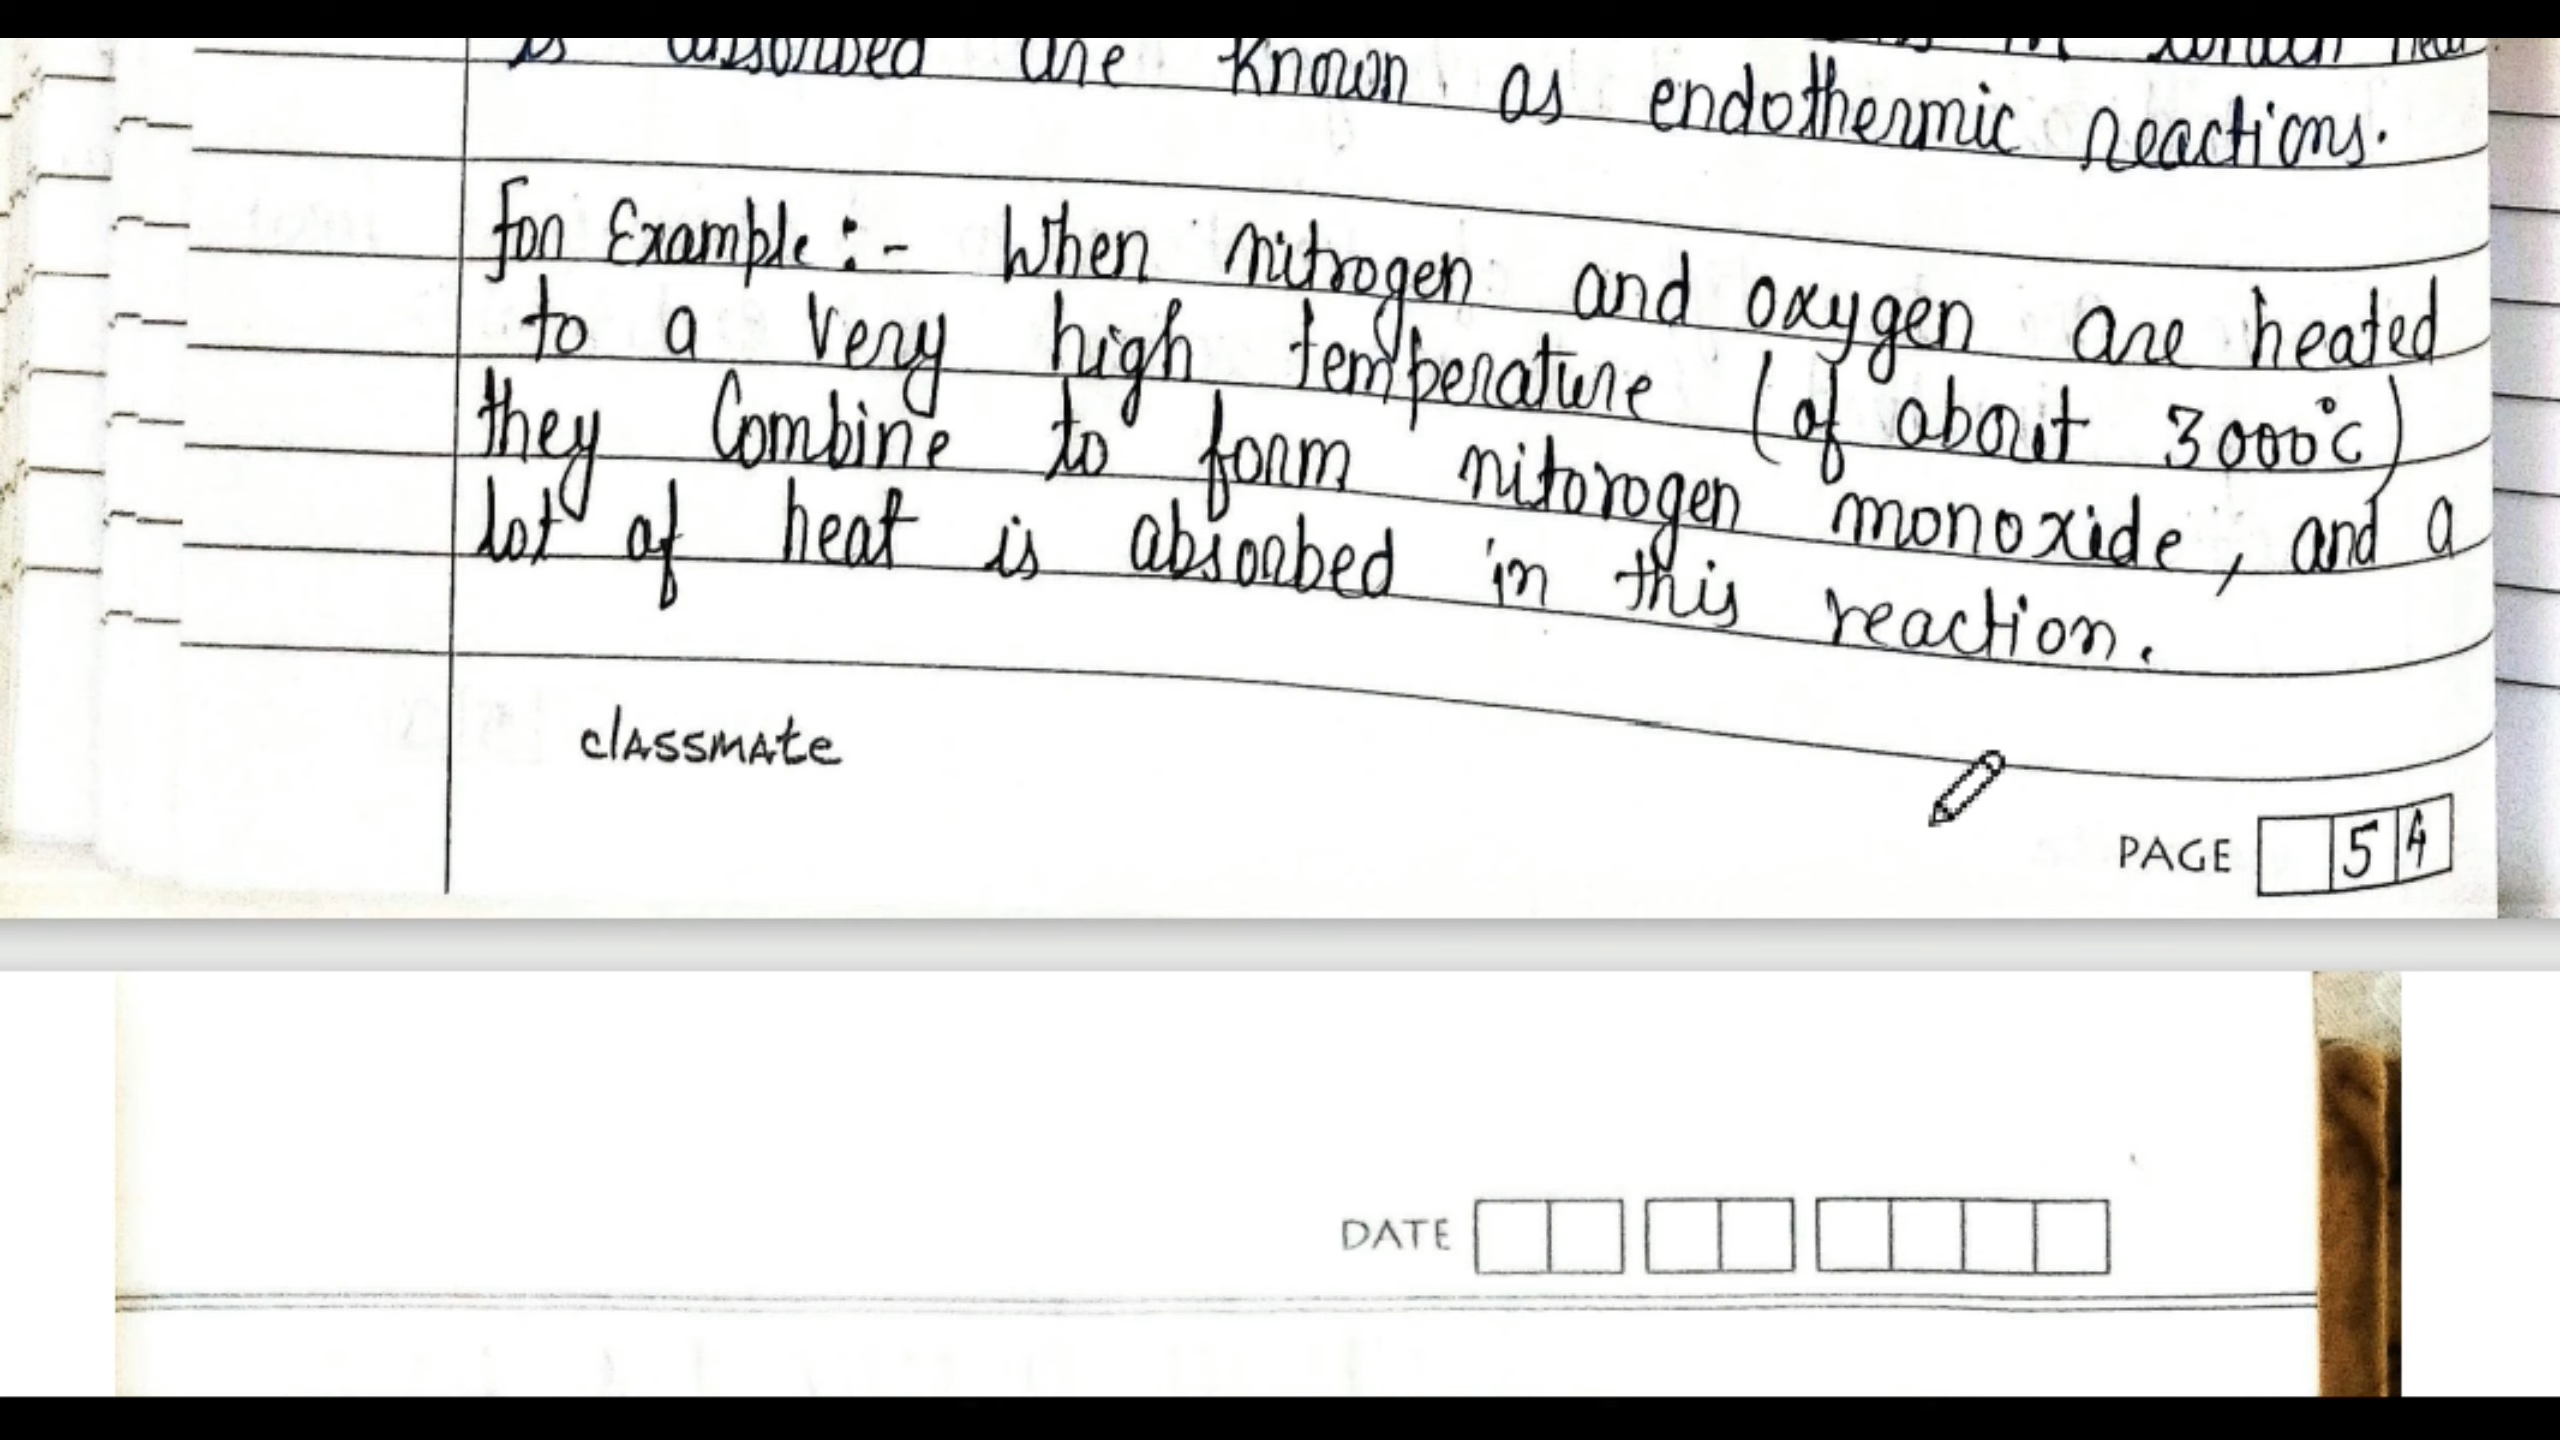 is absorbed are known as endothermic reactions.
For Example :- When nitrogen and oxygen are heated
to a very high temperature (of about 3000°C)
they Combine to form nitorogen monoxide, and a
lot of heat is absorbed in this reaction.
classmate
PAGE 54
DATE